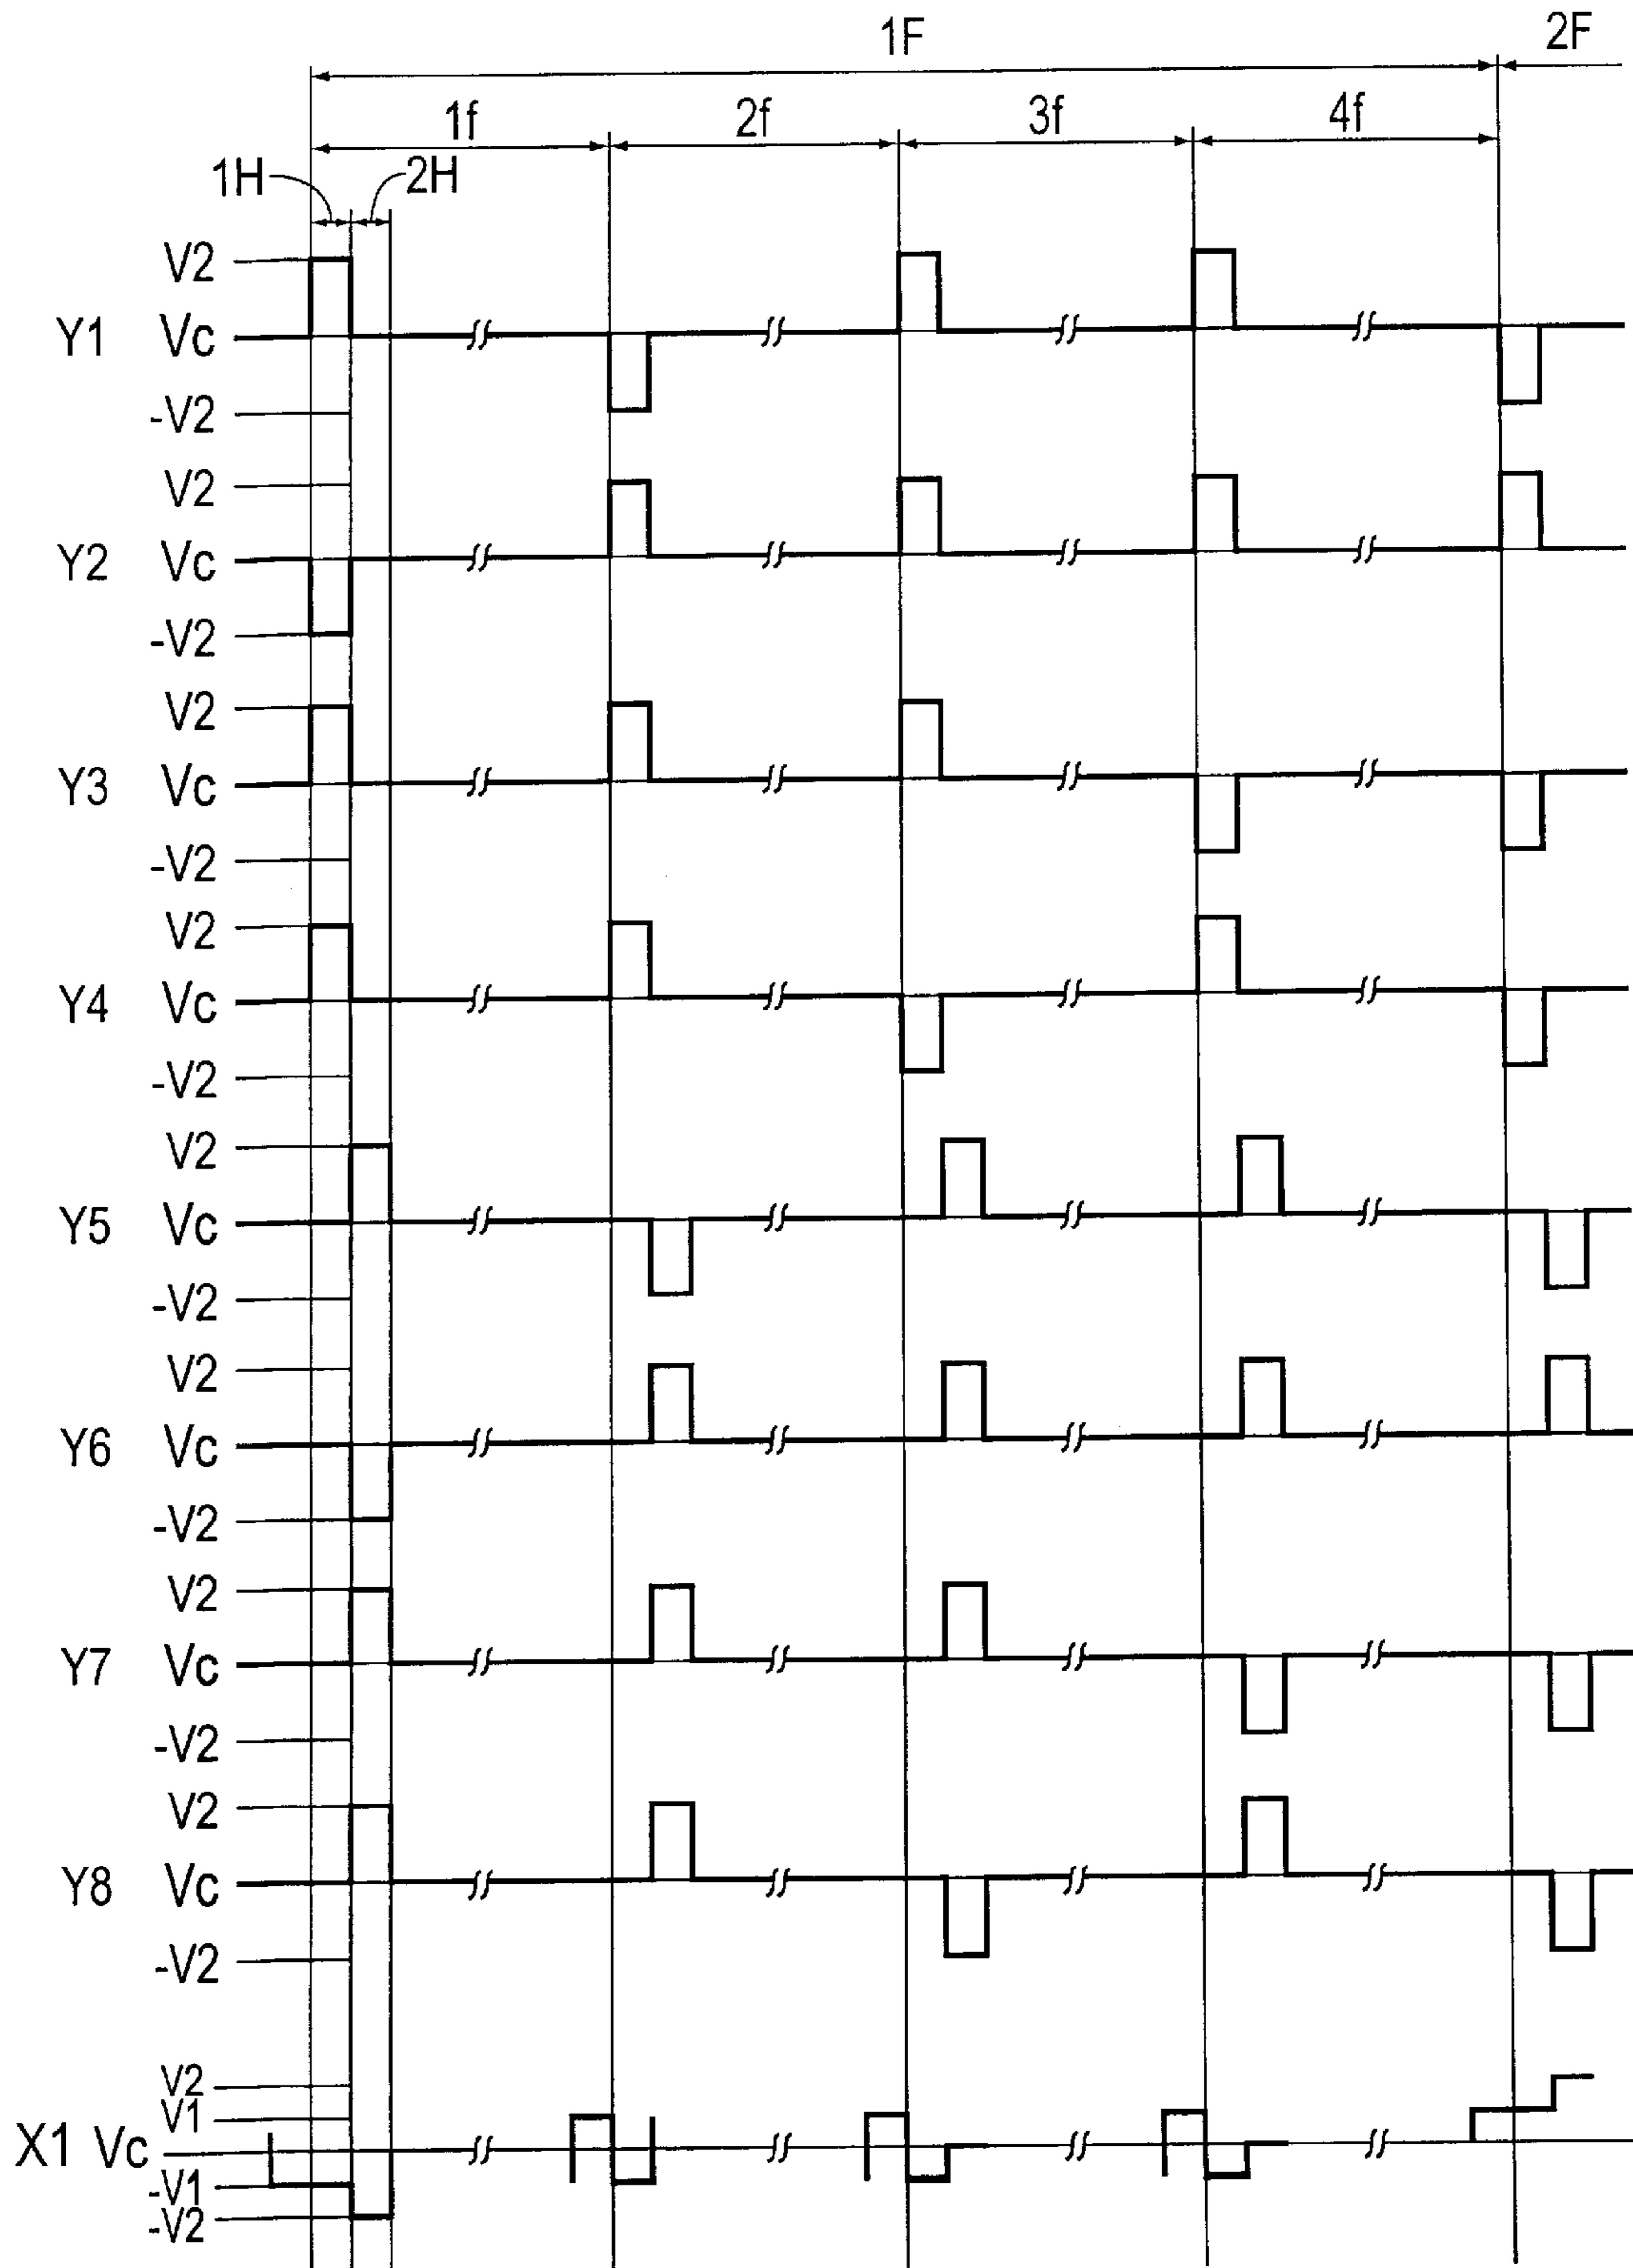 1F 2F
1f 2f 3f 4f
1H 2H
V2
Y1 Vc
-V2
V2
Y2 Vc
-V2
V2
Y3 Vc
-V2
V2
Y4 Vc
-V2
V2
Y5 Vc
-V2
V2
Y6 Vc
-V2
V2
Y7 Vc
-V2
V2
Y8 Vc
-V2
V2
V1
X1 Vc
-V1
-V2